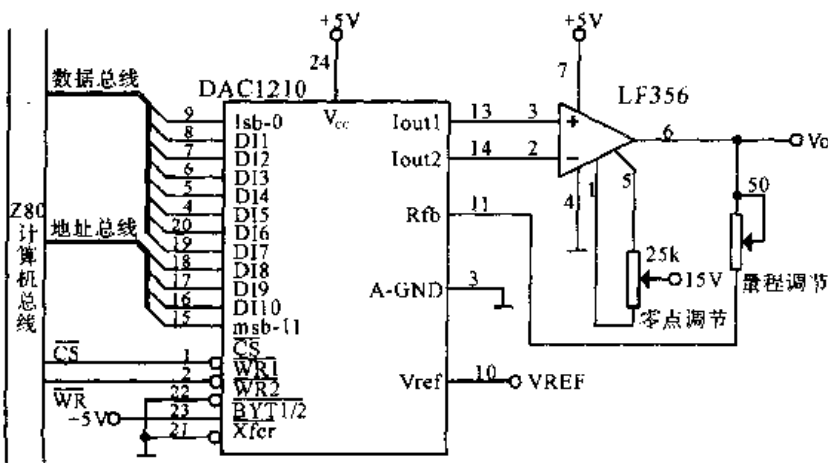 +5V
+5V
24
7
数据总线
DAC1210
LF356
Vcc
9
lsb-0
Iout1
13
3
+
6
Vo
8
DI1
7
DI2
Iout2
14
2
−
6
DI3
1
5
50
5
DI4
4
4
DI5
Rfb
11
20
DI6
Z80计算机总线
地址总线
19
DI7
25k
18
DI8
15V
量程调节
17
DI9
A-GND
3
16
DI10
零点调节
15
msb-11
CS
CS
1
WR1
2
WR2
Vref
10
VREF
WR
22
BYT1/2
+5V
23
Xfer
21